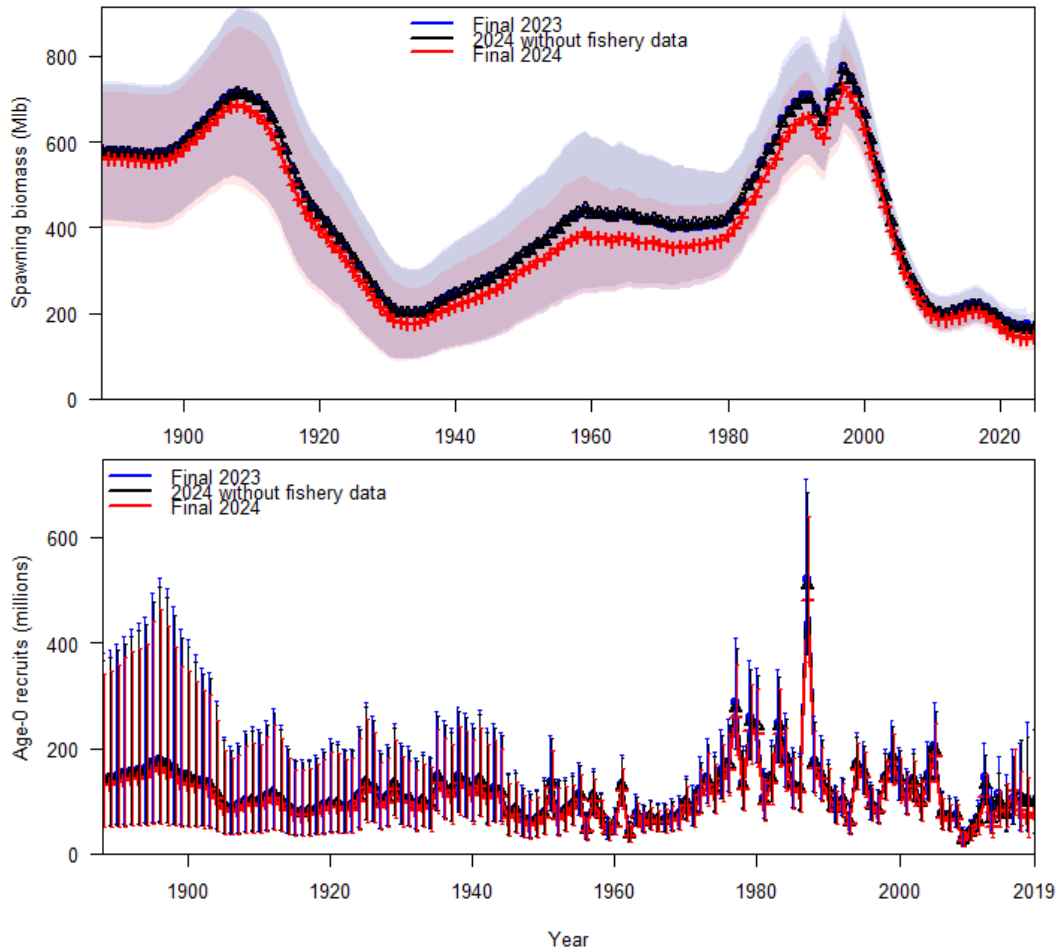 Final 2023
2024 without fishery data
Final 2024
Spawning biomass (Mlb)
800
600
400
200
0
1900 1920 1940 1960 1980 2000 2020
Final 2023
2024 without fishery data
Final 2024
Age-0 recruits (millions)
600
400
200
0
1900 1920 1940 1960 1980 2000 2019
Year